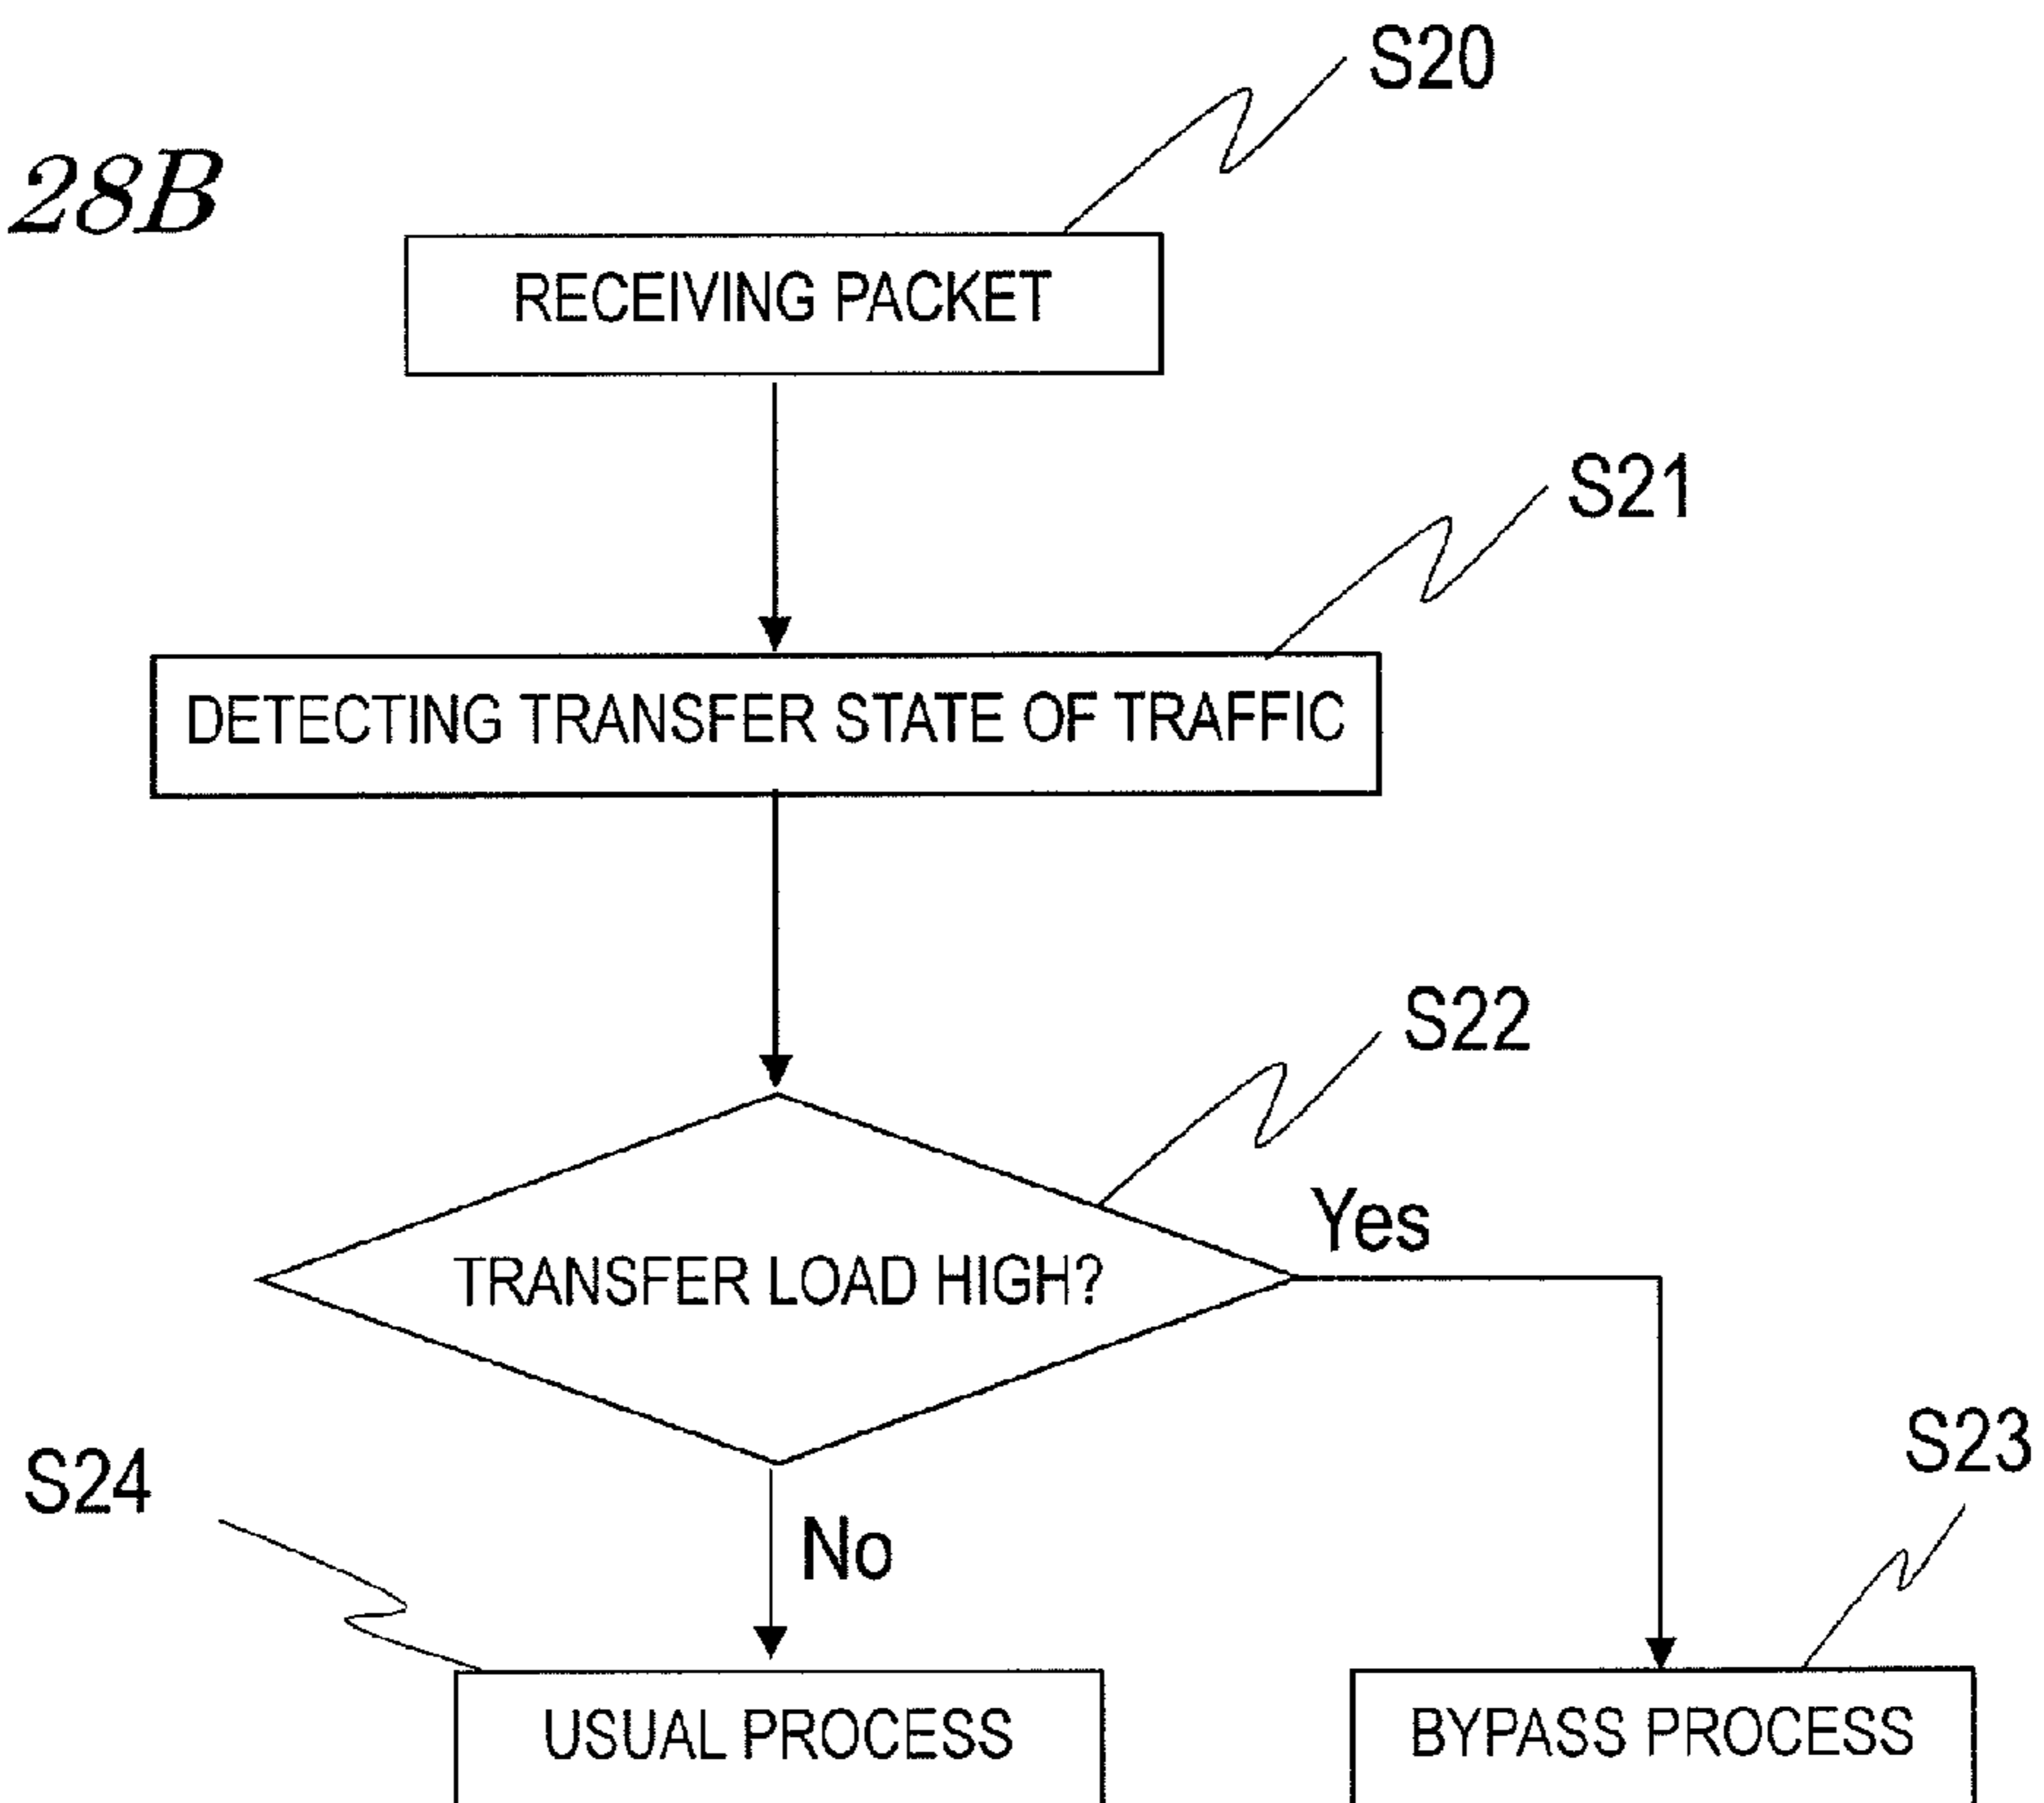 S20
28B
RECEIVING PACKET
S21
DETECTING TRANSFER STATE OF TRAFFIC
S22
Yes
TRANSFER LOAD HIGH?
S23
S24
No
USUAL PROCESS
BYPASS PROCESS